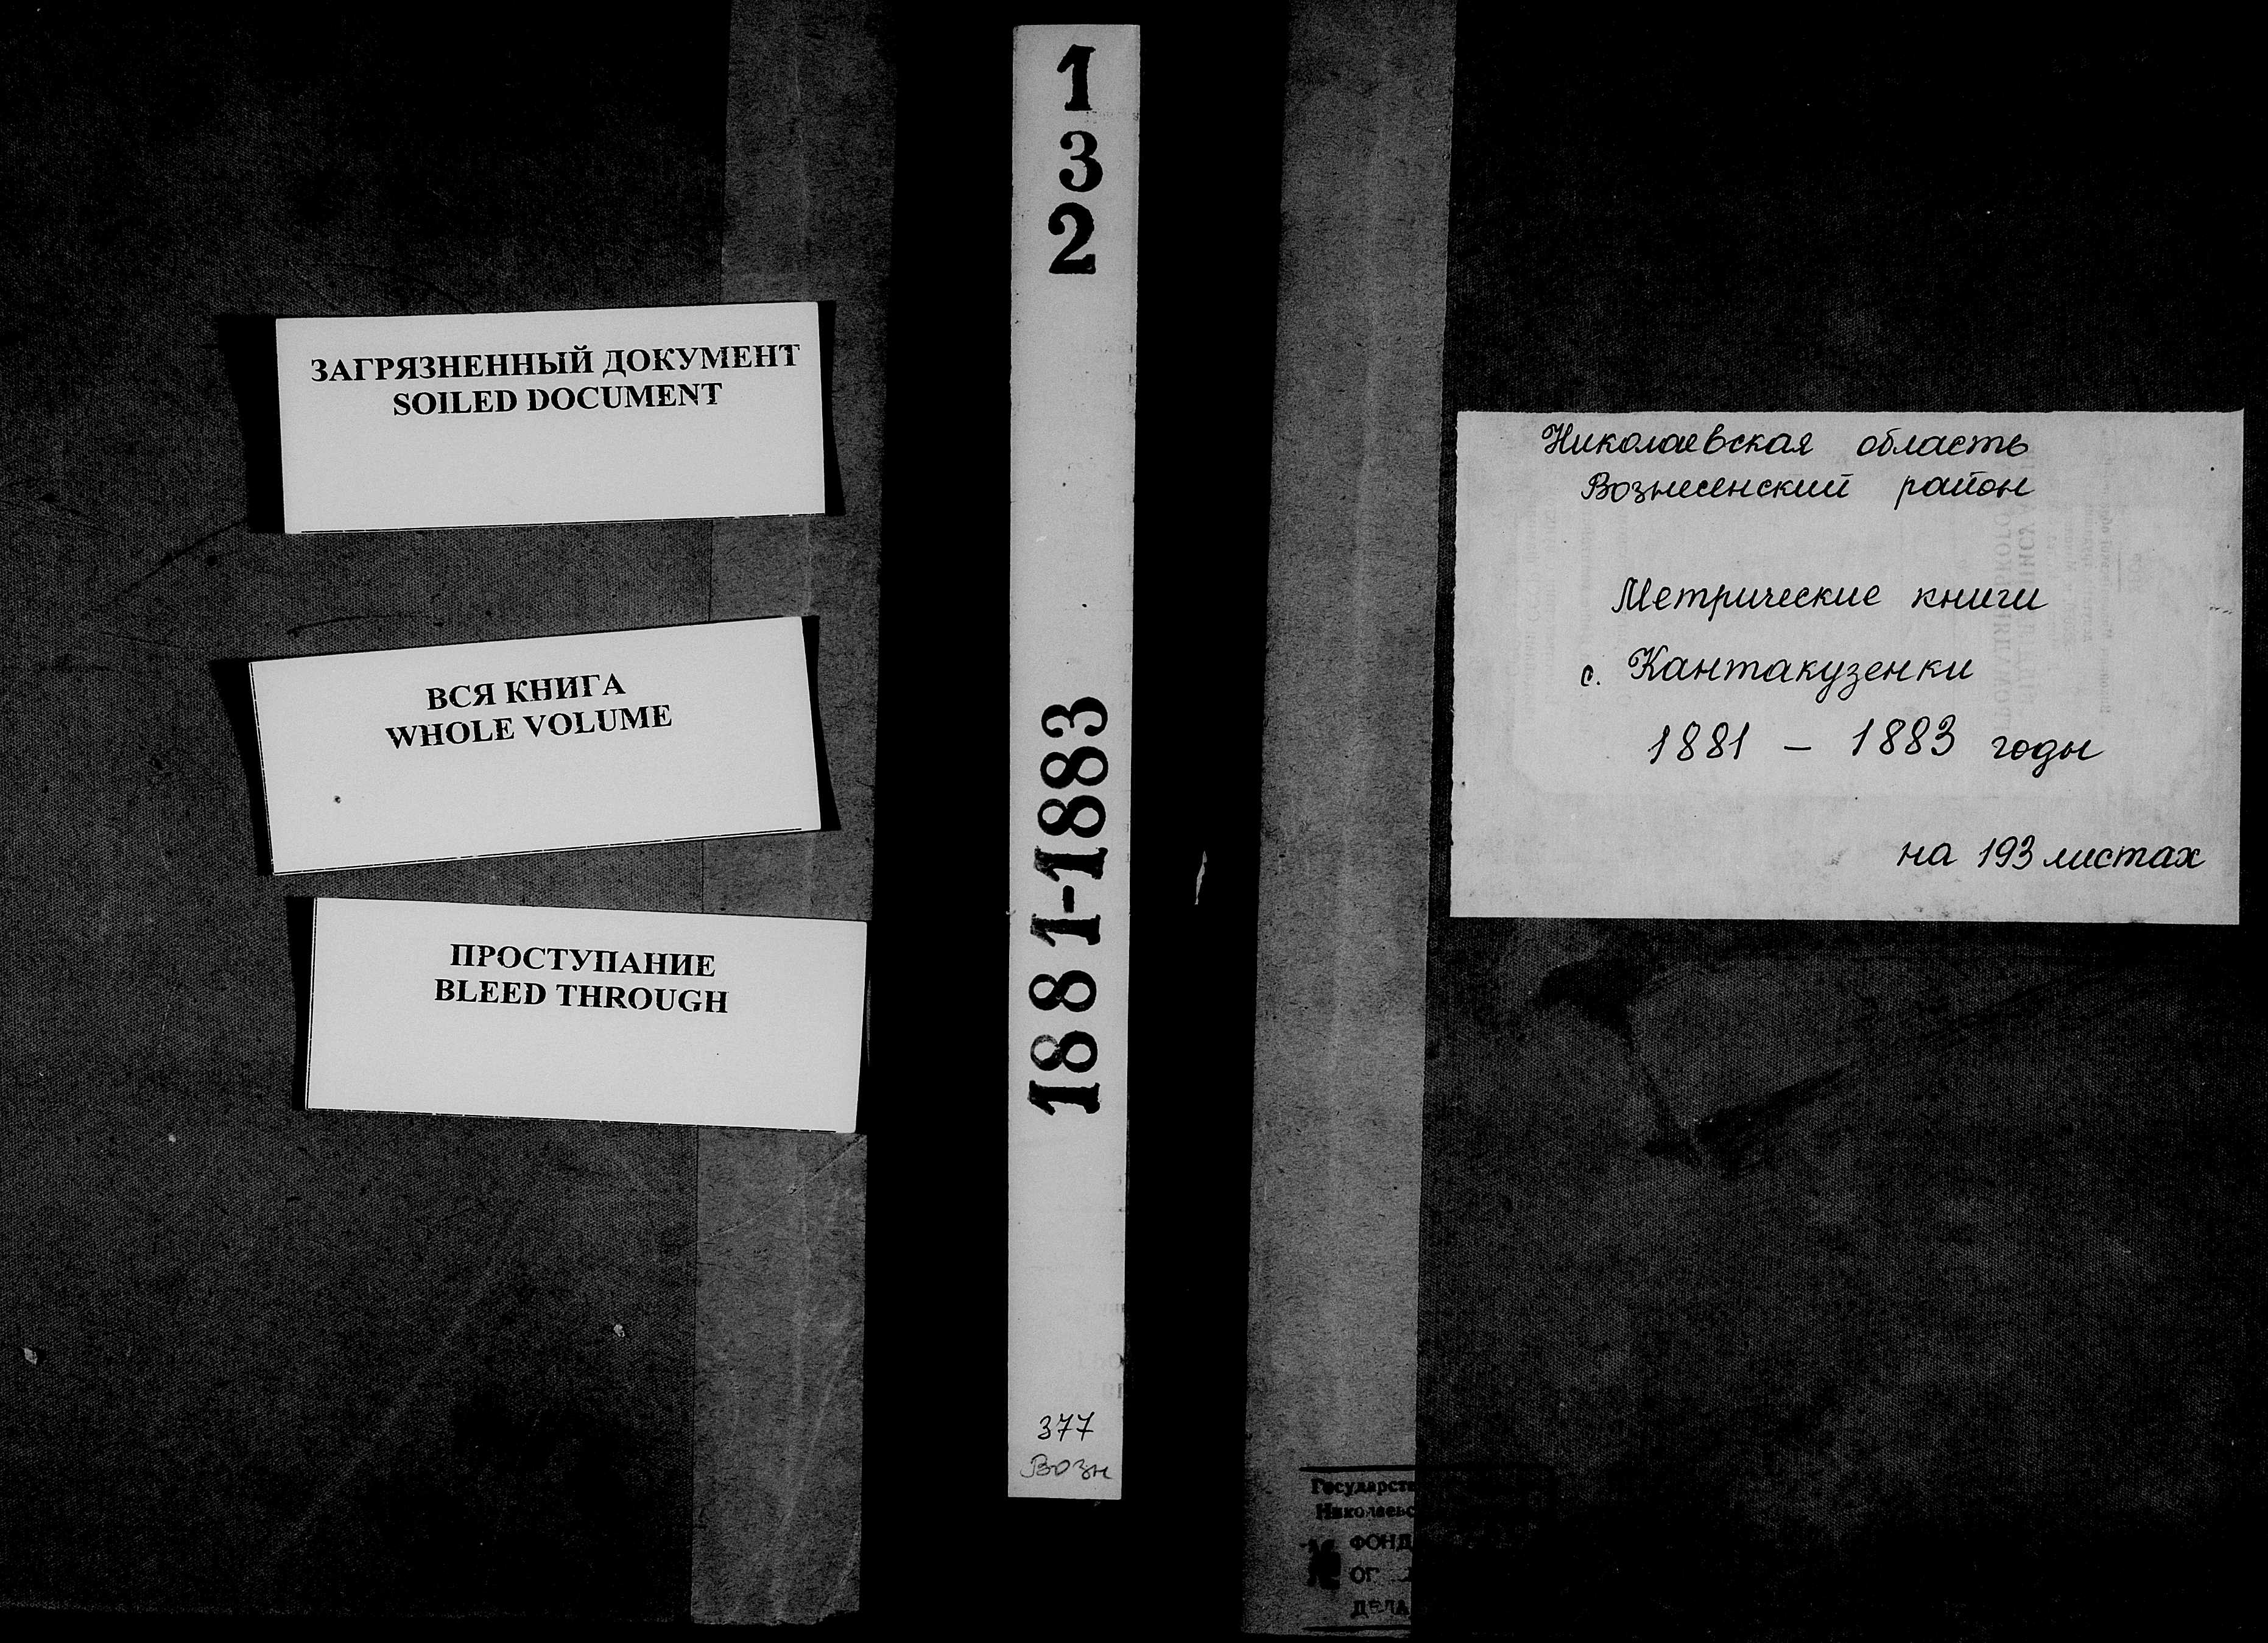 ЗАГРЯЗНЕННЫЙ ДОКУМЕНТ
SOILED DOCUMENT
ВСЯ КНИГА
WHOLE VOLUME
ПРОСТУПАНИЕ
BLEED THROUGH
1
3
2
1881-1883
377
Возн
Николаевская область
Вознесенский район
Метрические книги
с. Кантакузенки
1881 – 1883 годы
на 193 листах
Государств
Николаевс
ФОНД
ДЕЛА